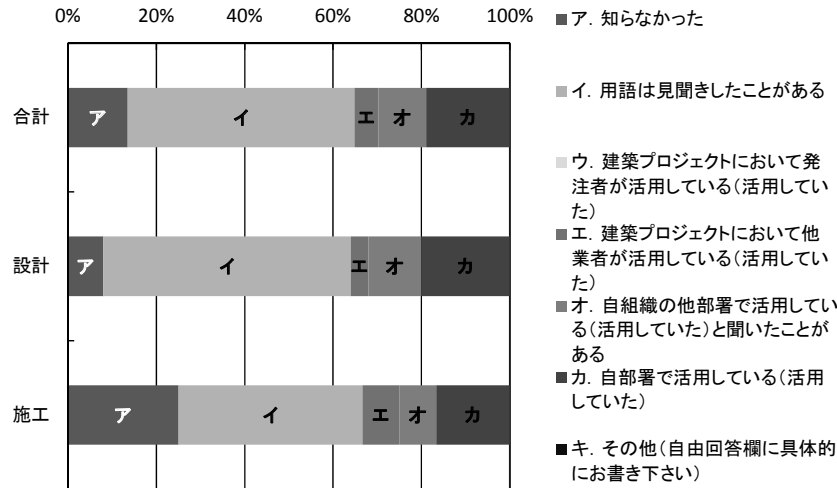 0% 20% 40% 60% 80% 100%
合計
ア イ エ オ カ
設計
ア イ エ オ カ
施工
ア イ エ オ カ
ア. 知らなかった
イ. 用語は見聞きしたことがある
ウ. 建築プロジェクトにおいて発
注者が活用している(活用してい
た)
エ. 建築プロジェクトにおいて他
業者が活用している(活用してい
た)
オ. 自組織の他部署で活用してい
る(活用していた)と聞いたことが
ある
カ. 自部署で活用している(活用
していた)
キ. その他(自由回答欄に具体的
にお書き下さい)